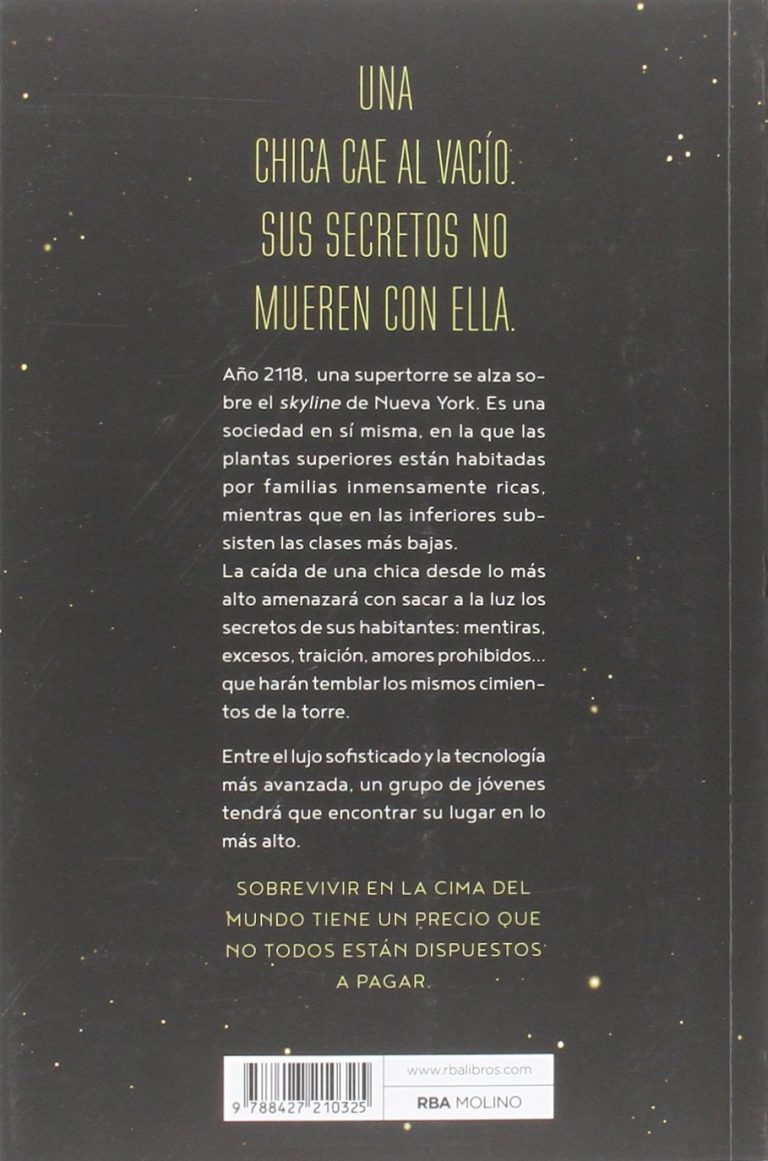 UNA
CHICA CAE AL VACÍO.
SUS SECRETOS NO
MUEREN CON ELLA.
Año 2118, una supertorre se alza so-
bre el skyline de Nueva York. Es una
sociedad en sí misma, en la que las
plantas superiores están habitadas
por familias inmensamente ricas,
mientras que en las inferiores sub-
sisten las clases más bajas.
La caída de una chica desde lo más
alto amenazará con sacar a la luz los
secretos de sus habitantes: mentiras,
excesos, traición, amores prohibidos...
que harán temblar los mismos cimien-
tos de la torre.
Entre el lujo sofisticado y la tecnología
más avanzada, un grupo de jóvenes
tendrá que encontrar su lugar en lo
más alto.
SOBREVIVIR EN LA CIMA DEL
MUNDO TIENE UN PRECIO QUE
NO TODOS ESTÁN DISPUESTOS
A PAGAR.
www.rbalibros.com
RBA MOLINO
9 788427 210325